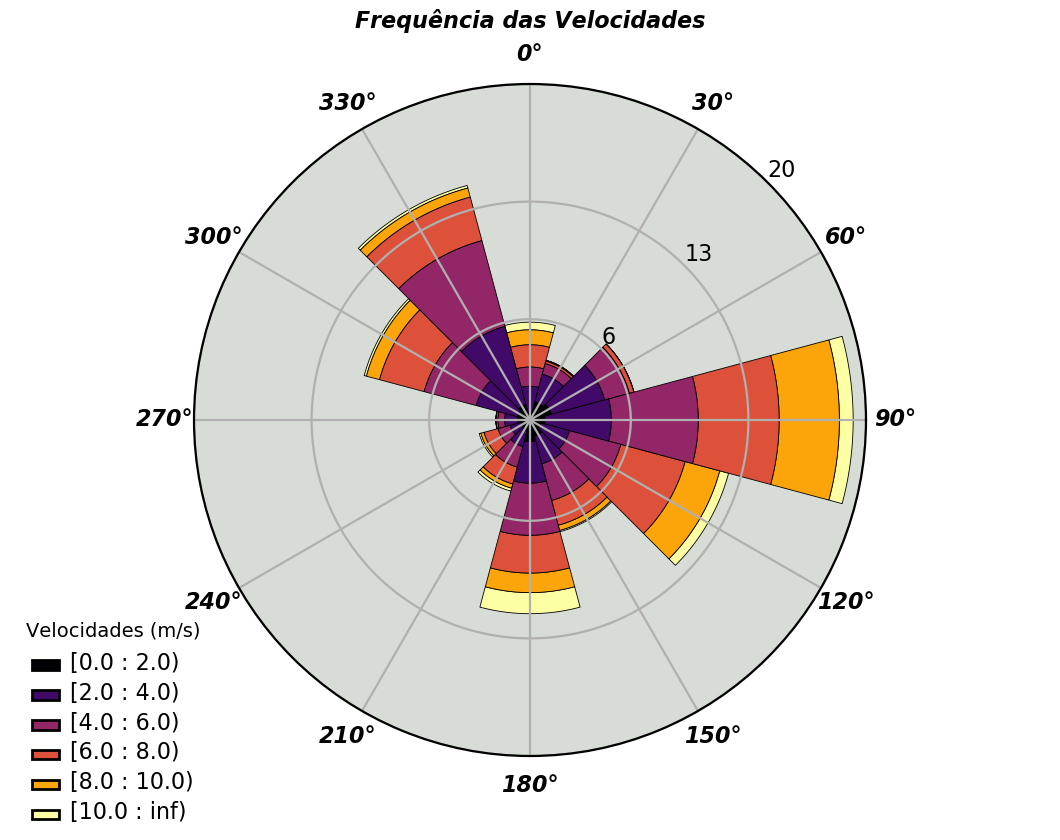 Frequência das Velocidades
0°
330°
30°
20
300°
60°
13
6
270°
90°
240°
120°
210°
150°
180°
Velocidades (m/s)
[0.0 : 2.0)
[2.0 : 4.0)
[4.0 : 6.0)
[6.0 : 8.0)
[8.0 : 10.0)
[10.0 : inf)